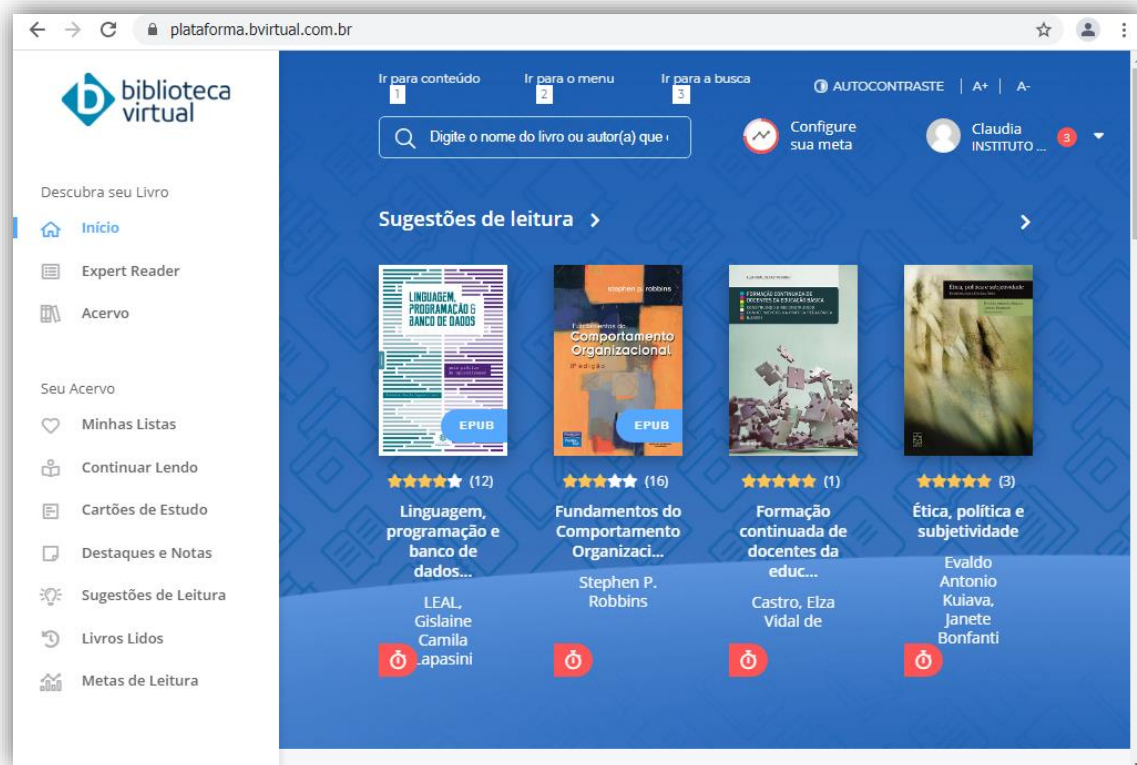 plataforma.bvirtual.com.br
biblioteca
virtual
Descubra seu Livro
Início
Expert Reader
Acervo
Seu Acervo
Minhas Listas
Continuar Lendo
Cartões de Estudo
Destaques e Notas
Sugestões de Leitura
Livros Lidos
Metas de Leitura
Ir para conteúdo
1
Ir para o menu
2
Ir para a busca
3
AUTOCONTRASTE | A+ | A-
Digite o nome do livro ou autor(a) que
Configure
sua meta
Claudia
INSTITUTO ...
3
Sugestões de leitura
LINGUAGEM,
PROGRAMAÇÃO &
BANCO DE DADOS
EPUB
(12)
Linguagem,
programação e
banco de
dados...
LEAL,
Gislaine
Camila
Lapasini
stephen p. robbins
Fundamentos do
Comportamento
Organizacional
8ª edição
EPUB
(16)
Fundamentos do
Comportamento
Organizaci...
Stephen P.
Robbins
FORMAÇÃO CONTINUADA DE
DOCENTES DA EDUCAÇÃO BÁSICA
(1)
Formação
continuada de
docentes da
educ...
Castro, Elza
Vidal de
Ética, política e subjetividade
(3)
Ética, política e
subjetividade
Evaldo
Antonio
Kuiava,
Janete
Bonfanti